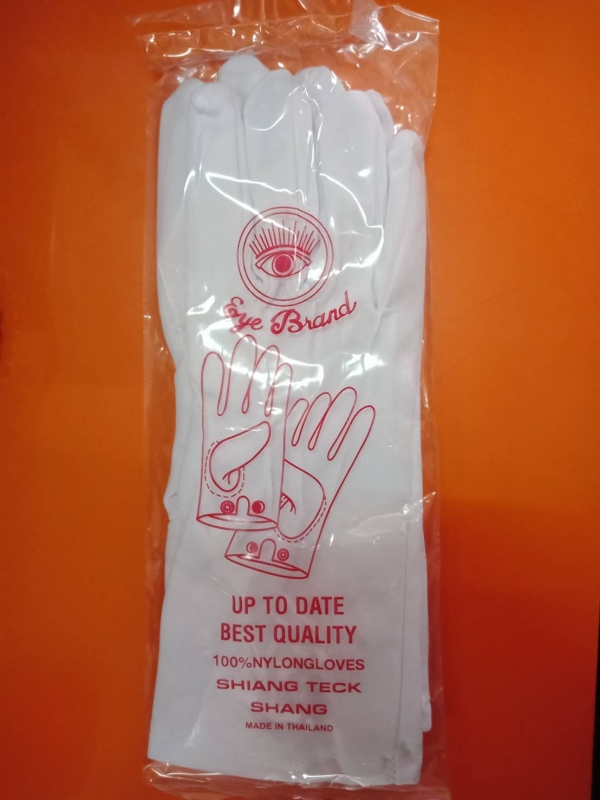 Eye Brand
UP TO DATE
BEST QUALITY
100%NYLONGLOVES
SHIANG TECK
SHANG
MADE IN THAILAND